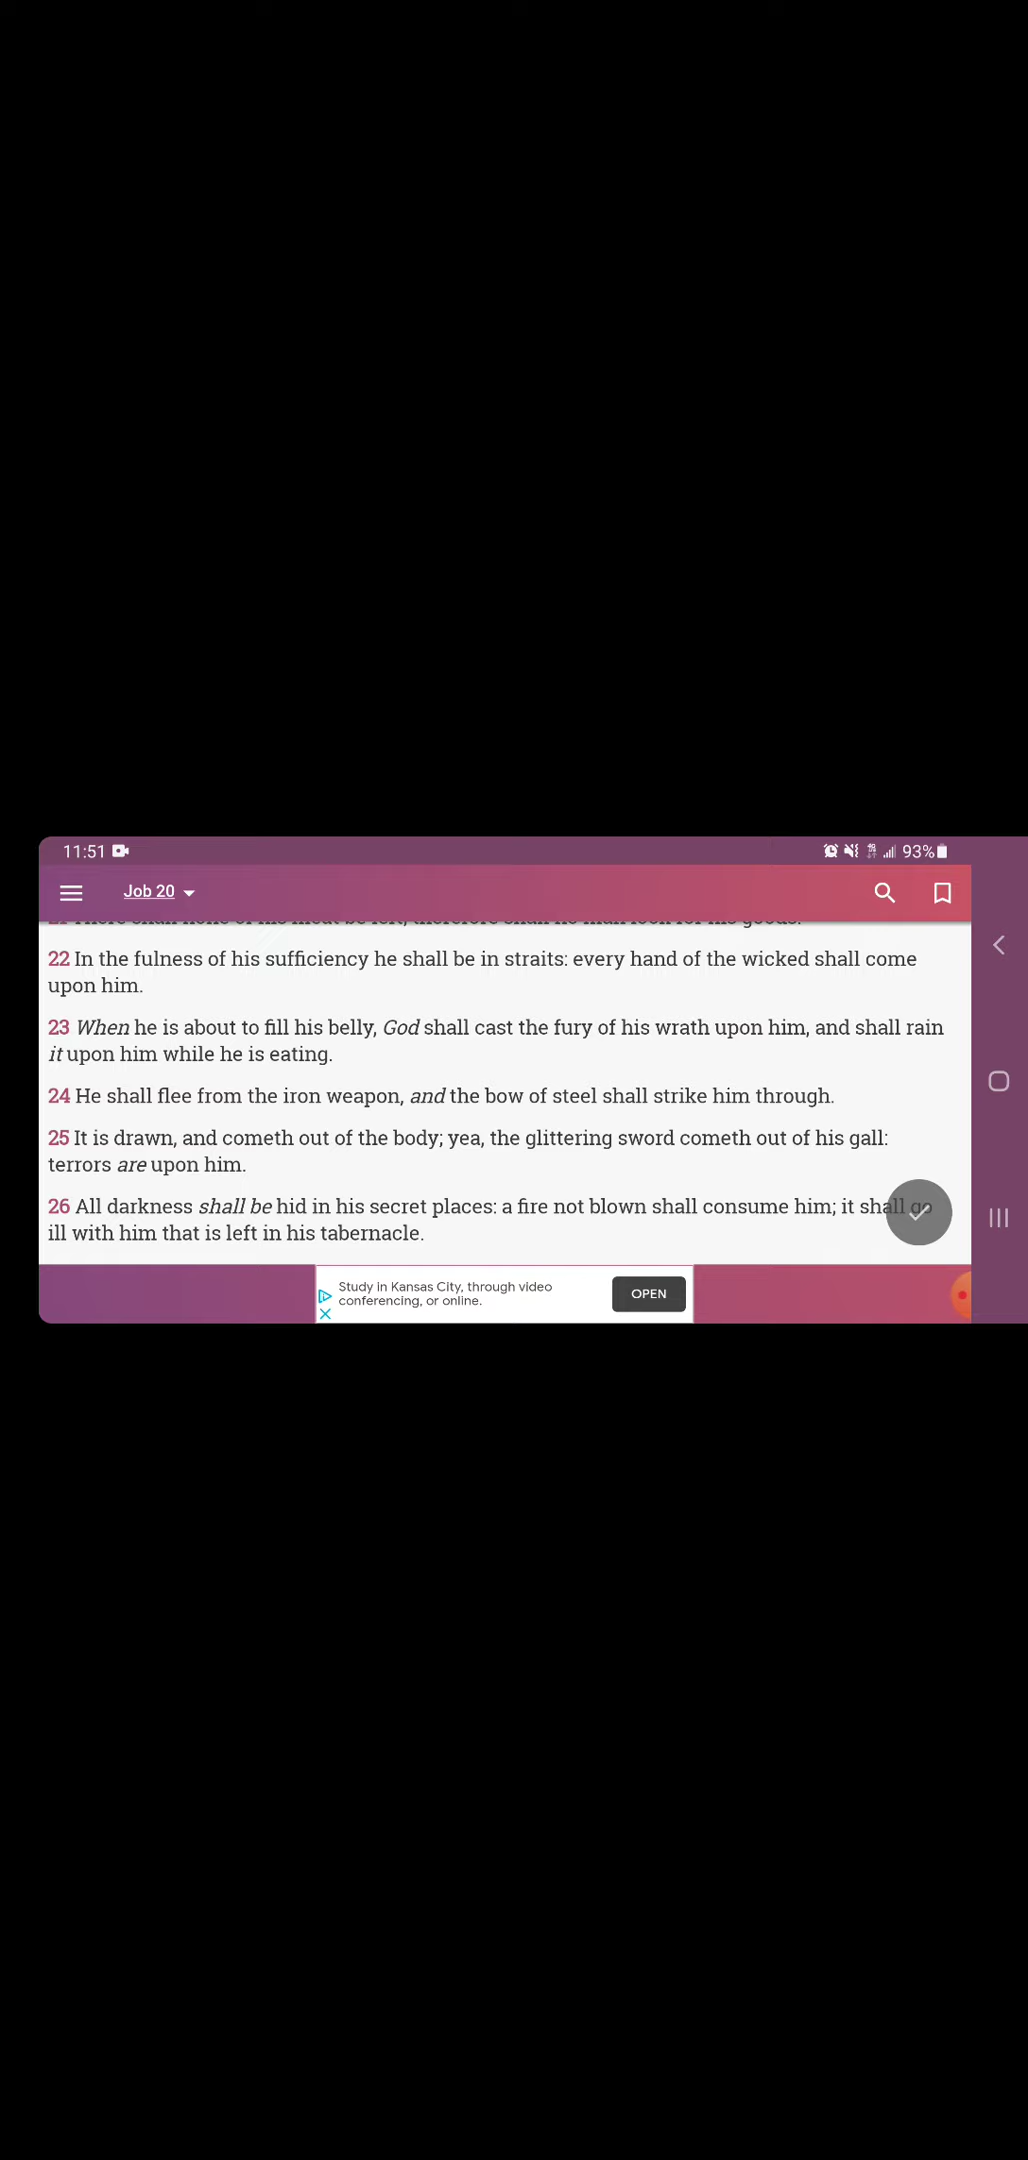 11:51
93%
Job 20
22 In the fulness of his sufficiency he shall be in straits: every hand of the wicked shall come
upon him.
23 When he is about to fill his belly, God shall cast the fury of his wrath upon him, and shall rain
it upon him while he is eating.
24 He shall flee from the iron weapon, and the bow of steel shall strike him through.
25 It is drawn, and cometh out of the body; yea, the glittering sword cometh out of his gall:
terrors are upon him.
26 All darkness shall be hid in his secret places: a fire not blown shall consume him; it shall go
ill with him that is left in his tabernacle.
Study in Kansas City, through video
conferencing, or online.
OPEN